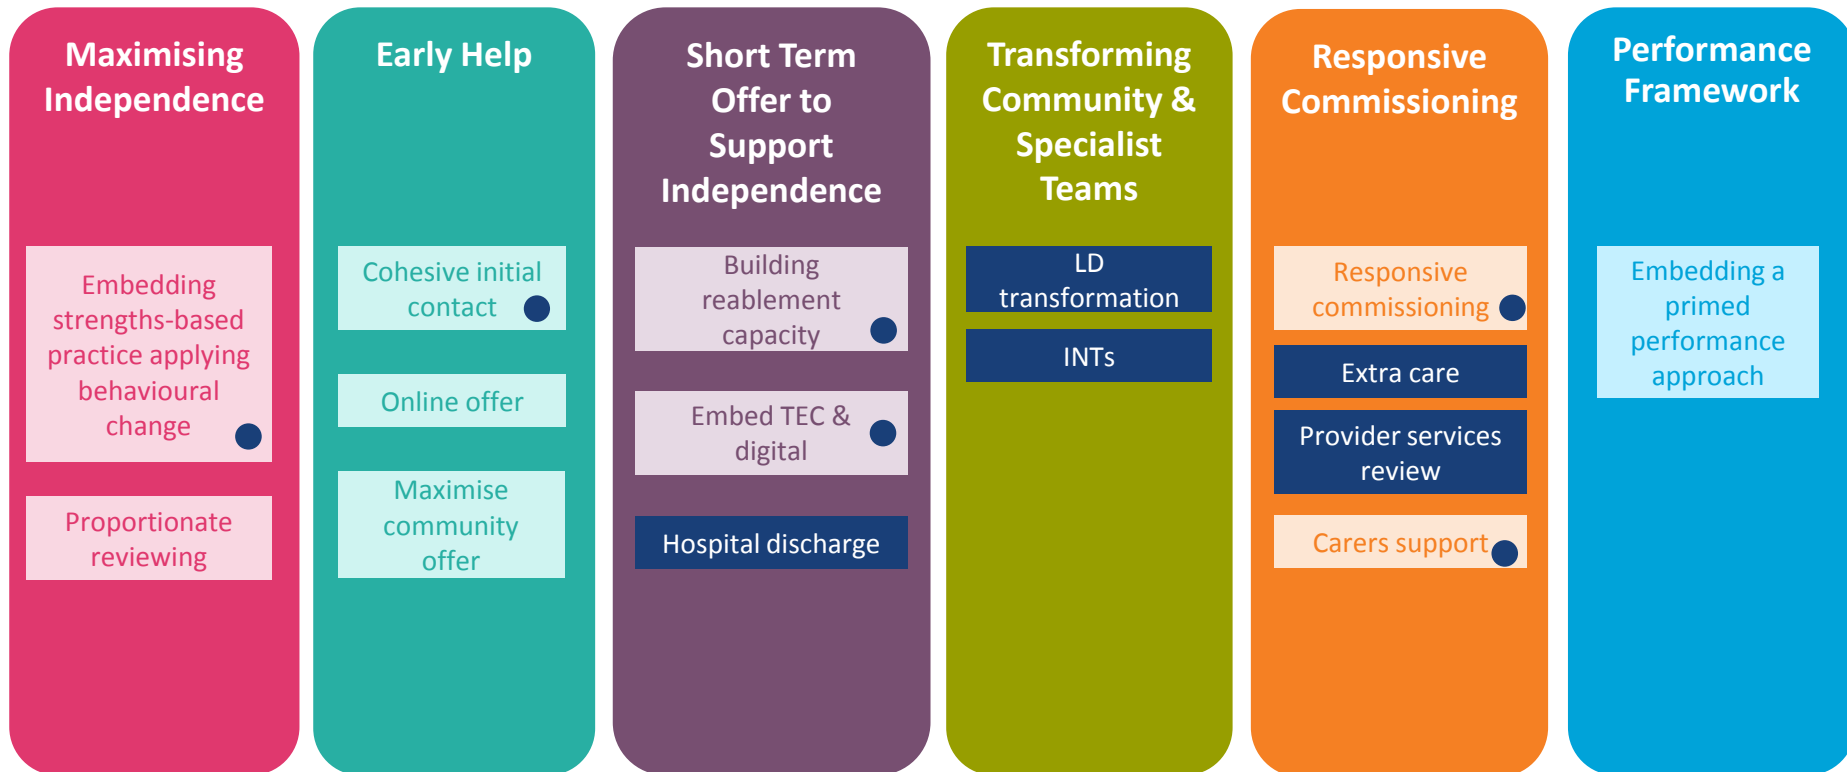 Maximising
Independence
Embedding
strengths-based
practice applying
behavioural
change
Proportionate
reviewing
Early Help
Cohesive initial
contact
Online offer
Maximise
community
offer
Short Term
Offer to
Support
Independence
Building
reablement
capacity
Embed TEC &
digital
Hospital discharge
Transforming
Community &
Specialist
Teams
LD
transformation
INTs
Responsive
Commissioning
Responsive
commissioning
Extra care
Provider services
review
Carers support
Performance
Framework
Embedding a
primed
performance
approach